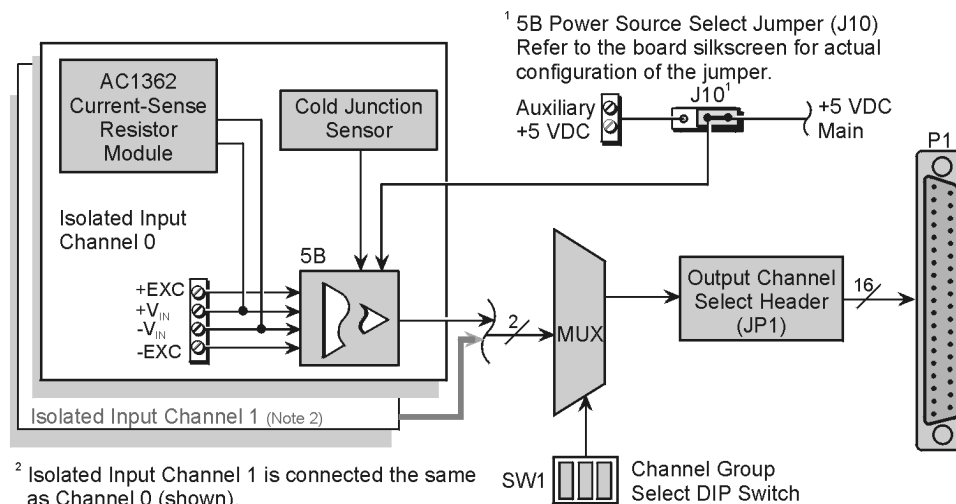 ¹ 5B Power Source Select Jumper (J10)
Refer to the board silkscreen for actual
configuration of the jumper.
J10¹
Auxiliary
+5 VDC
+5 VDC
Main
P1
AC1362
Current-Sense
Resistor
Module
Cold Junction
Sensor
Isolated Input
Channel 0
5B
+EXC
+VIN
-VIN
-EXC
2
MUX
Output Channel
Select Header
(JP1)
16
Isolated Input Channel 1 (Note 2)
SW1
Channel Group
Select DIP Switch
² Isolated Input Channel 1 is connected the same
as Channel 0 (shown).